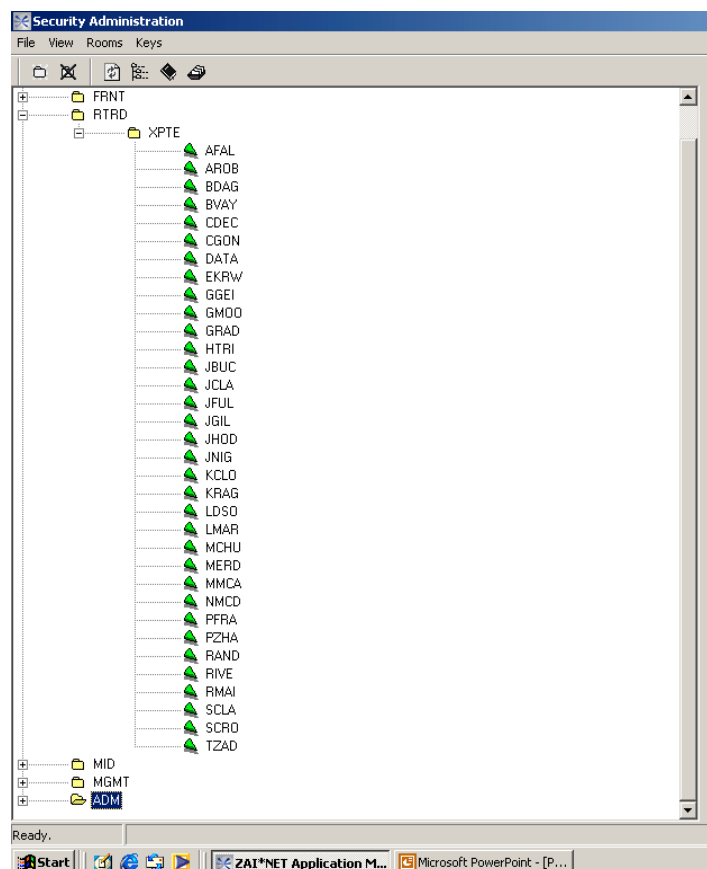 Security Administration
File View Rooms Keys
FRNT
RTRD
XPTE
AFAL
AROB
BDAG
BVAY
CDEC
CGON
DATA
EKRW
GGEI
GMOO
GRAD
HTRI
JBUC
JCLA
JFUL
JGIL
JHOD
JNIG
KCLO
KRAG
LDSO
LMAR
MCHU
MERD
MMCA
NMCD
PFRA
PZHA
RAND
RIVE
RMAI
SCLA
SCRO
TZAD
MID
MGMT
ADM
Ready.
Start ZAI*NET Application M... Microsoft PowerPoint - [P...